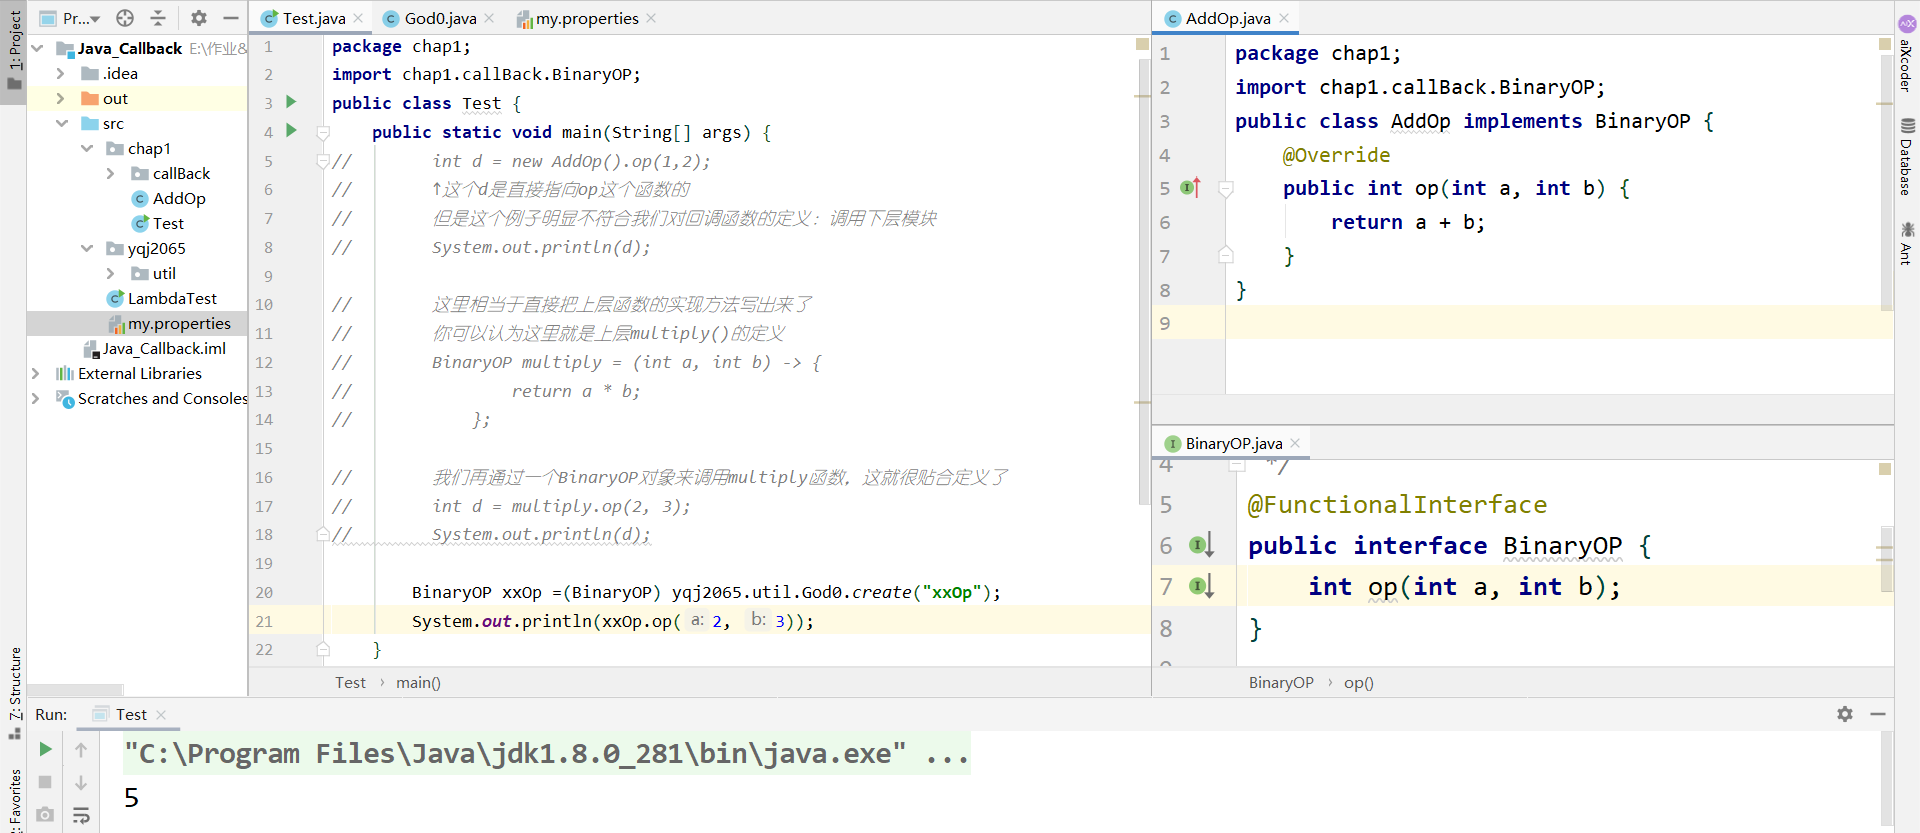 1: Project
Pr...
Java_Callback E:\作业&
.idea
out
src
chap1
callBack
AddOp
Test
yqj2065
util
LambdaTest
my.properties
Java_Callback.iml
External Libraries
Scratches and Consoles
Z: Structure
Favorites
Test.java
God0.java
my.properties
1 package chap1;
2 import chap1.callBack.BinaryOP;
3 public class Test {
4 public static void main(String[] args) {
5 // int d = new AddOp().op(1,2);
6 // ↑这个d是直接指向op这个函数的
7 // 但是这个例子明显不符合我们对回调函数的定义：调用下层模块
8 // System.out.println(d);
9
10 // 这里相当于直接把上层函数的实现方法写出来了
11 // 你可以认为这里就是上层multiply()的定义
12 // BinaryOP multiply = (int a, int b) -> {
13 // return a * b;
14 // };
15
16 // 我们再通过一个BinaryOP对象来调用multiply函数，这就很贴合定义了
17 // int d = multiply.op(2, 3);
18 // System.out.println(d);
19
20 BinaryOP xxOp =(BinaryOP) yqj2065.util.God0.create("xxOp");
21 System.out.println(xxOp.op( a: 2, b: 3));
22 }
Test › main()
AddOp.java
1 package chap1;
2 import chap1.callBack.BinaryOP;
3 public class AddOp implements BinaryOP {
4 @Override
5 public int op(int a, int b) {
6 return a + b;
7 }
8 }
9
BinaryOP.java
4 */
5 @FunctionalInterface
6 public interface BinaryOP {
7 int op(int a, int b);
8 }
BinaryOP › op()
aiXcoder
Database
Ant
Run: Test
"C:\Program Files\Java\jdk1.8.0_281\bin\java.exe" ...
5